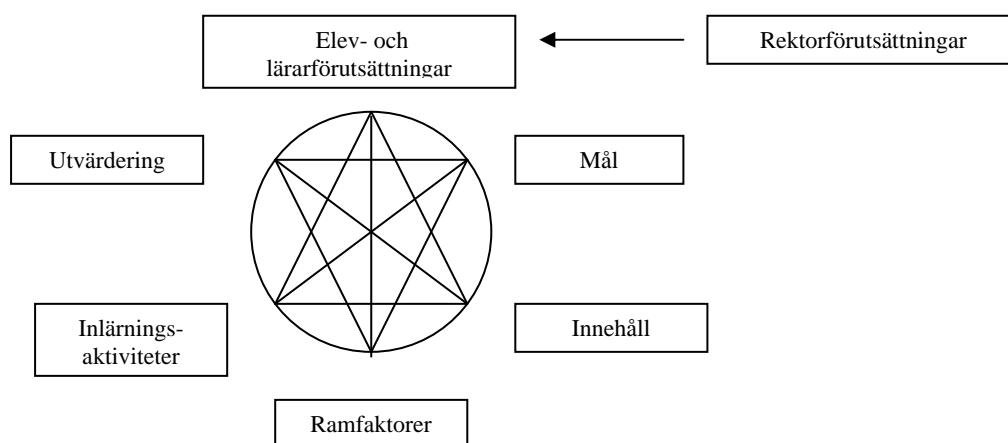 Elev- och
lärarförutsättningar
Rektorförutsättningar
Utvärdering
Mål
Inlärnings-
aktiviteter
Innehåll
Ramfaktorer